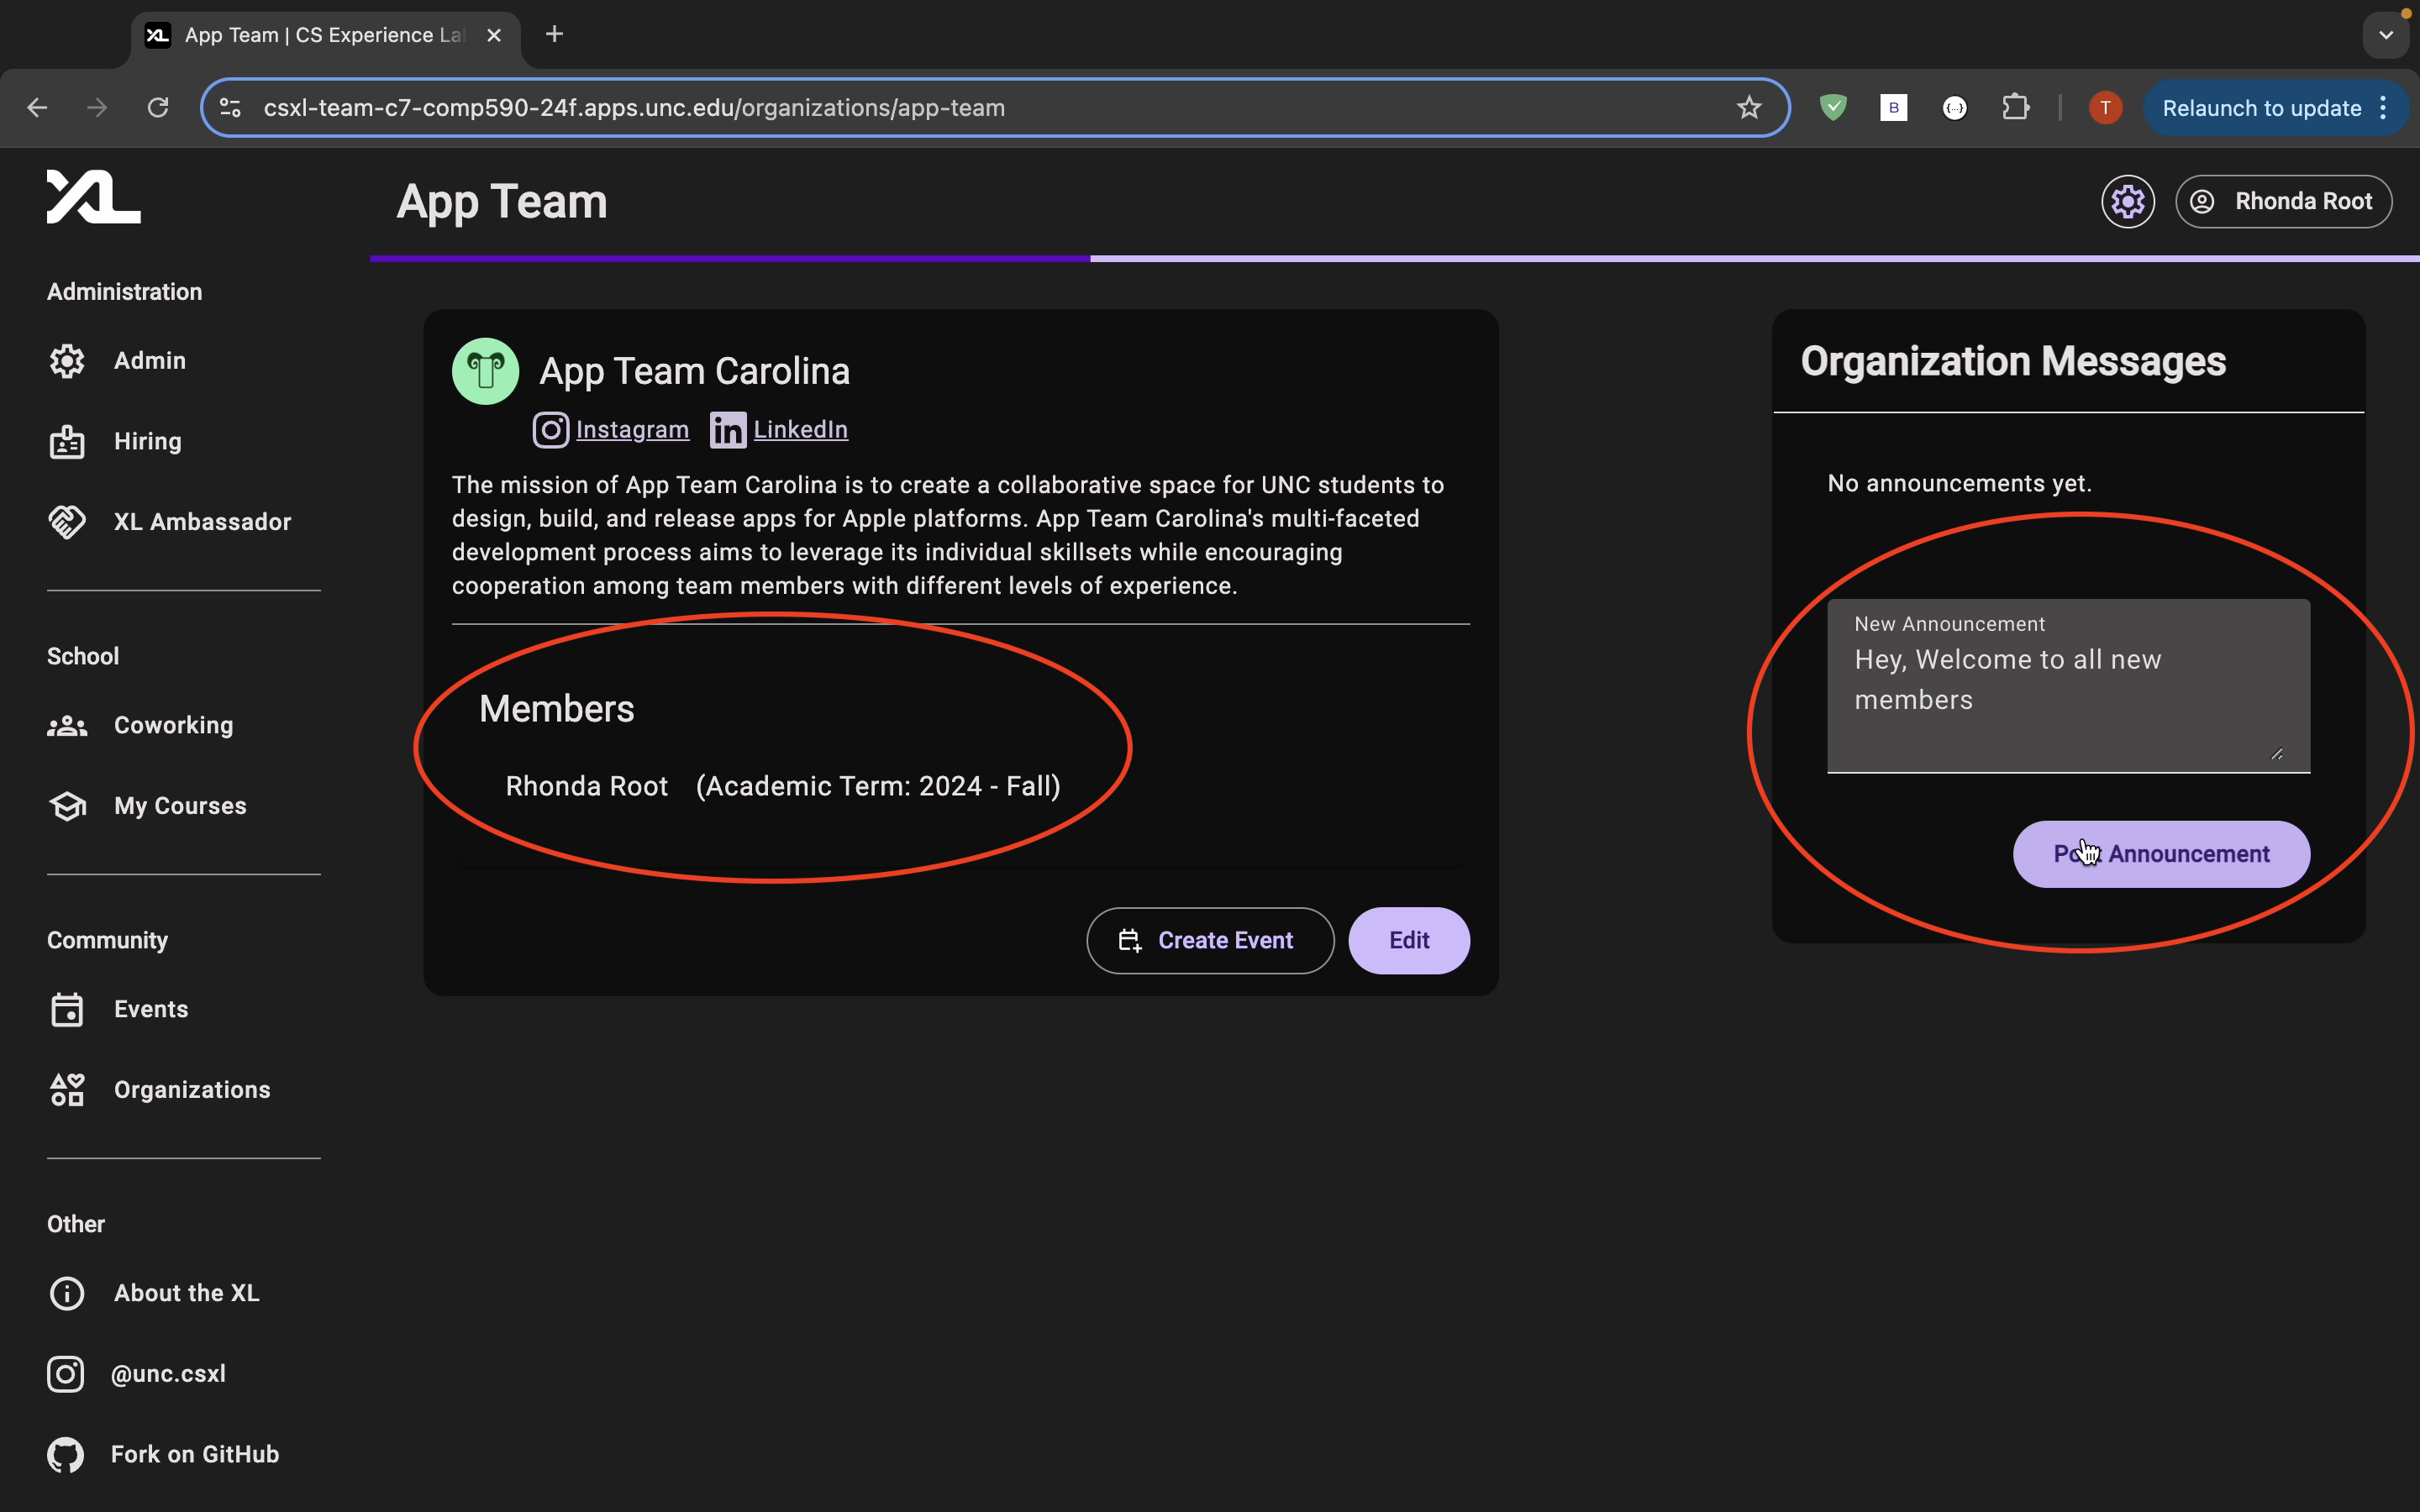 App Team | CS Experience La
csxl-team-c7-comp590-24f.apps.unc.edu/organizations/app-team
B
T
Relaunch to update
XL
App Team
Rhonda Root
Administration
Admin
Hiring
XL Ambassador
School
Coworking
My Courses
Community
Events
Organizations
Other
About the XL
@unc.csxl
Fork on GitHub
App Team Carolina
Instagram
LinkedIn
The mission of App Team Carolina is to create a collaborative space for UNC students to
design, build, and release apps for Apple platforms. App Team Carolina's multi-faceted
development process aims to leverage its individual skillsets while encouraging
cooperation among team members with different levels of experience.
Members
Rhonda Root (Academic Term: 2024 - Fall)
Create Event
Edit
Organization Messages
No announcements yet.
New Announcement
Hey, Welcome to all new
members
Announcement